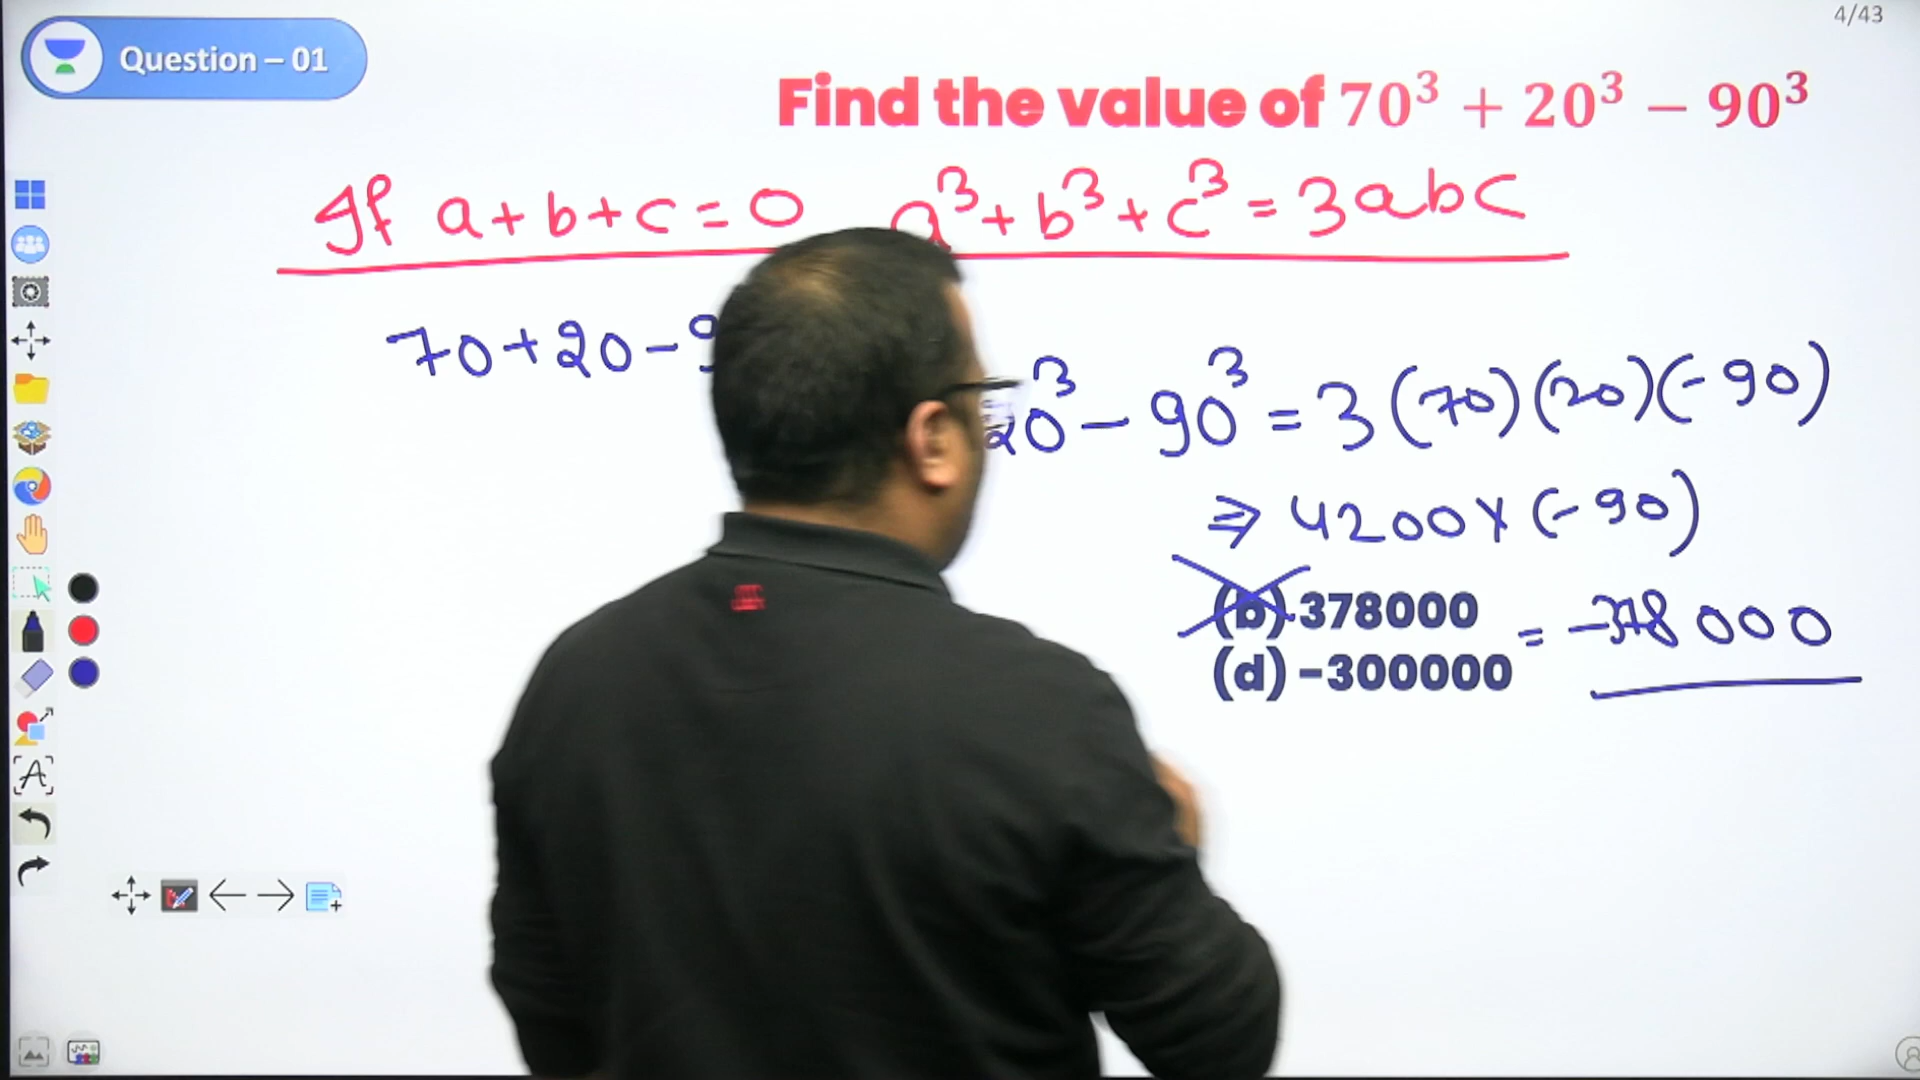 4/43
Question – 01
Find the value of 70³ + 20³ − 90³
If a+b+c=0 a³+b³+c³=3abc
70+20-9
20³-90³=3(70)(20)(-90)
⇒4200×(-90)
(b) 378000 = -378000
(d) -300000